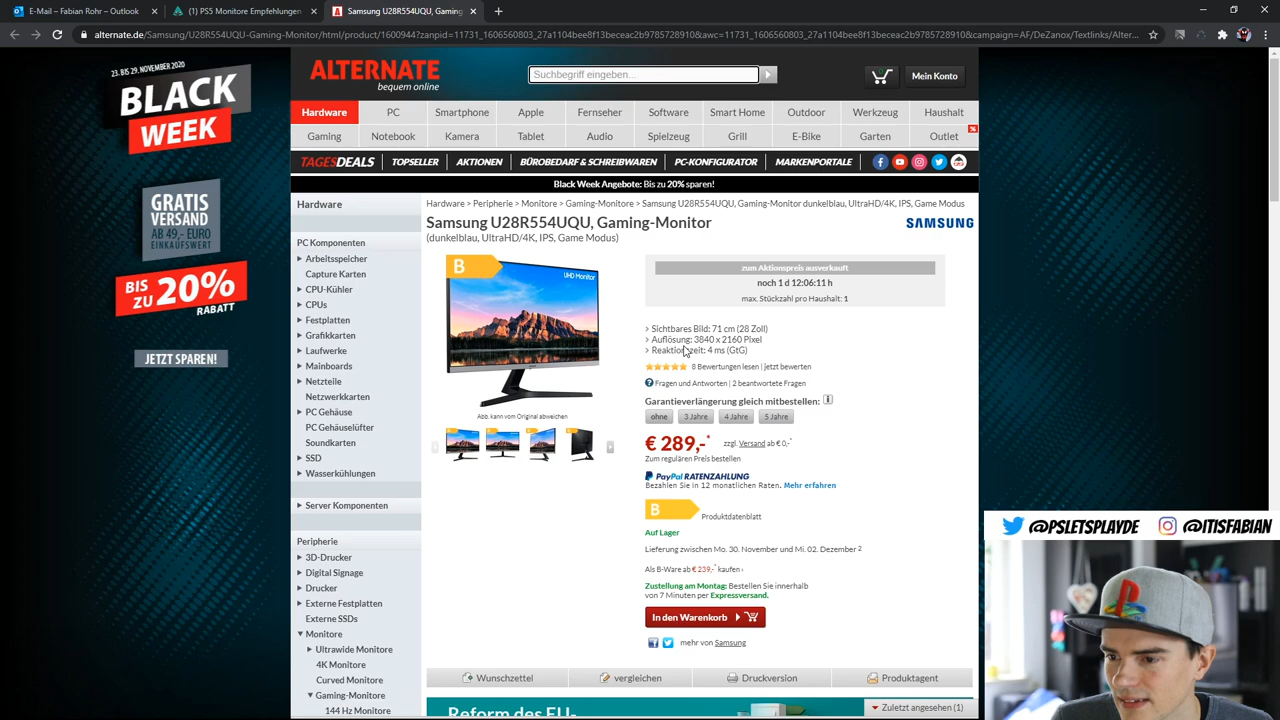 E-Mail – Fabian Rohn – Outlook
(1) PS5 Monitor Empfehlungen
Samsung U28R554UQU, Gaming
alternate.de/Samsung/U28R554UQU-Gaming-Monitor/html/product/1600944?zanpid=11731_1606560803_27a1104bee8f13beceac2b9785728910&awc=11731_1606560803_27a1104bee8f13beceac2b9785728910&campaign=AF/DeZanox/Textlinks/Alter...
23. BIS 29. NOVEMBER 2020
BLACK
WEEK
GRATIS
VERSAND
AB 49,- EURO
EINKAUFSWERT
BIS
ZU 20%
RABATT
JETZT SPAREN!
ALTERNATE
bequem online
Suchbegriff eingeben...
Mein Konto
Hardware PC Smartphone Apple Fernseher Software Smart Home Outdoor Werkzeug Haushalt
Gaming Notebook Kamera Tablet Audio Spielzeug Grill E-Bike Garten Outlet
TAGESDEALS TOPSELLER AKTIONEN BÜROBEDARF & SCHREIBWAREN PC-KONFIGURATOR MARKENPORTALE
Black Week Angebote: Bis zu 20% sparen!
Hardware
PC Komponenten
Arbeitsspeicher
Capture Karten
CPU-Kühler
CPUs
Festplatten
Grafikkarten
Laufwerke
Mainboards
Netzteile
Netzwerkkarten
PC Gehäuse
PC Gehäuselüfter
Soundkarten
SSD
Wasserkühlungen
Server Komponenten
Peripherie
3D-Drucker
Digital Signage
Drucker
Externe Festplatten
Externe SSDs
Monitore
Ultrawide Monitore
4K Monitore
Curved Monitore
Gaming-Monitore
144 Hz Monitore
Hardware > Peripherie > Monitore > Gaming-Monitore > Samsung U28R554UQU, Gaming-Monitor dunkelblau, UltraHD/4K, IPS, Game Modus
Samsung U28R554UQU, Gaming-Monitor
(dunkelblau, UltraHD/4K, IPS, Game Modus)
SAMSUNG
B
UHD Monitor
Abb. kann vom Original abweichen
zum Aktionspreis ausverkauft
noch 1 d 12:06:11 h
max. Stückzahl pro Haushalt: 1
> Sichtbares Bild: 71 cm (28 Zoll)
> Auflösung: 3840 x 2160 Pixel
> Reaktionszeit: 4 ms (GtG)
8 Bewertungen lesen | jetzt bewerten
Fragen und Antworten | 2 beantwortete Fragen
Garantieverlängerung gleich mitbestellen:
ohne 3 Jahre 4 Jahre 5 Jahre
€ 289,-* zzgl. Versand ab € 0,-*
Zum regulären Preis bestellen
PayPal RATENZAHLUNG
Bezahlen Sie in 12 monatlichen Raten. Mehr erfahren
B Produktdatenblatt
Auf Lager
Lieferung zwischen Mo. 30. November und Mi. 02. Dezember 2
Als B-Ware ab € 239,-* kaufen ›
Zustellung am Montag: Bestellen Sie innerhalb
von 7 Minuten per Expressversand.
In den Warenkorb
mehr von Samsung
Wunschzettel vergleichen Druckversion Produktagent
Reform des EU-
Zuletzt angesehen (1)
@PSLETSPLAYDE @ITISFABIAN